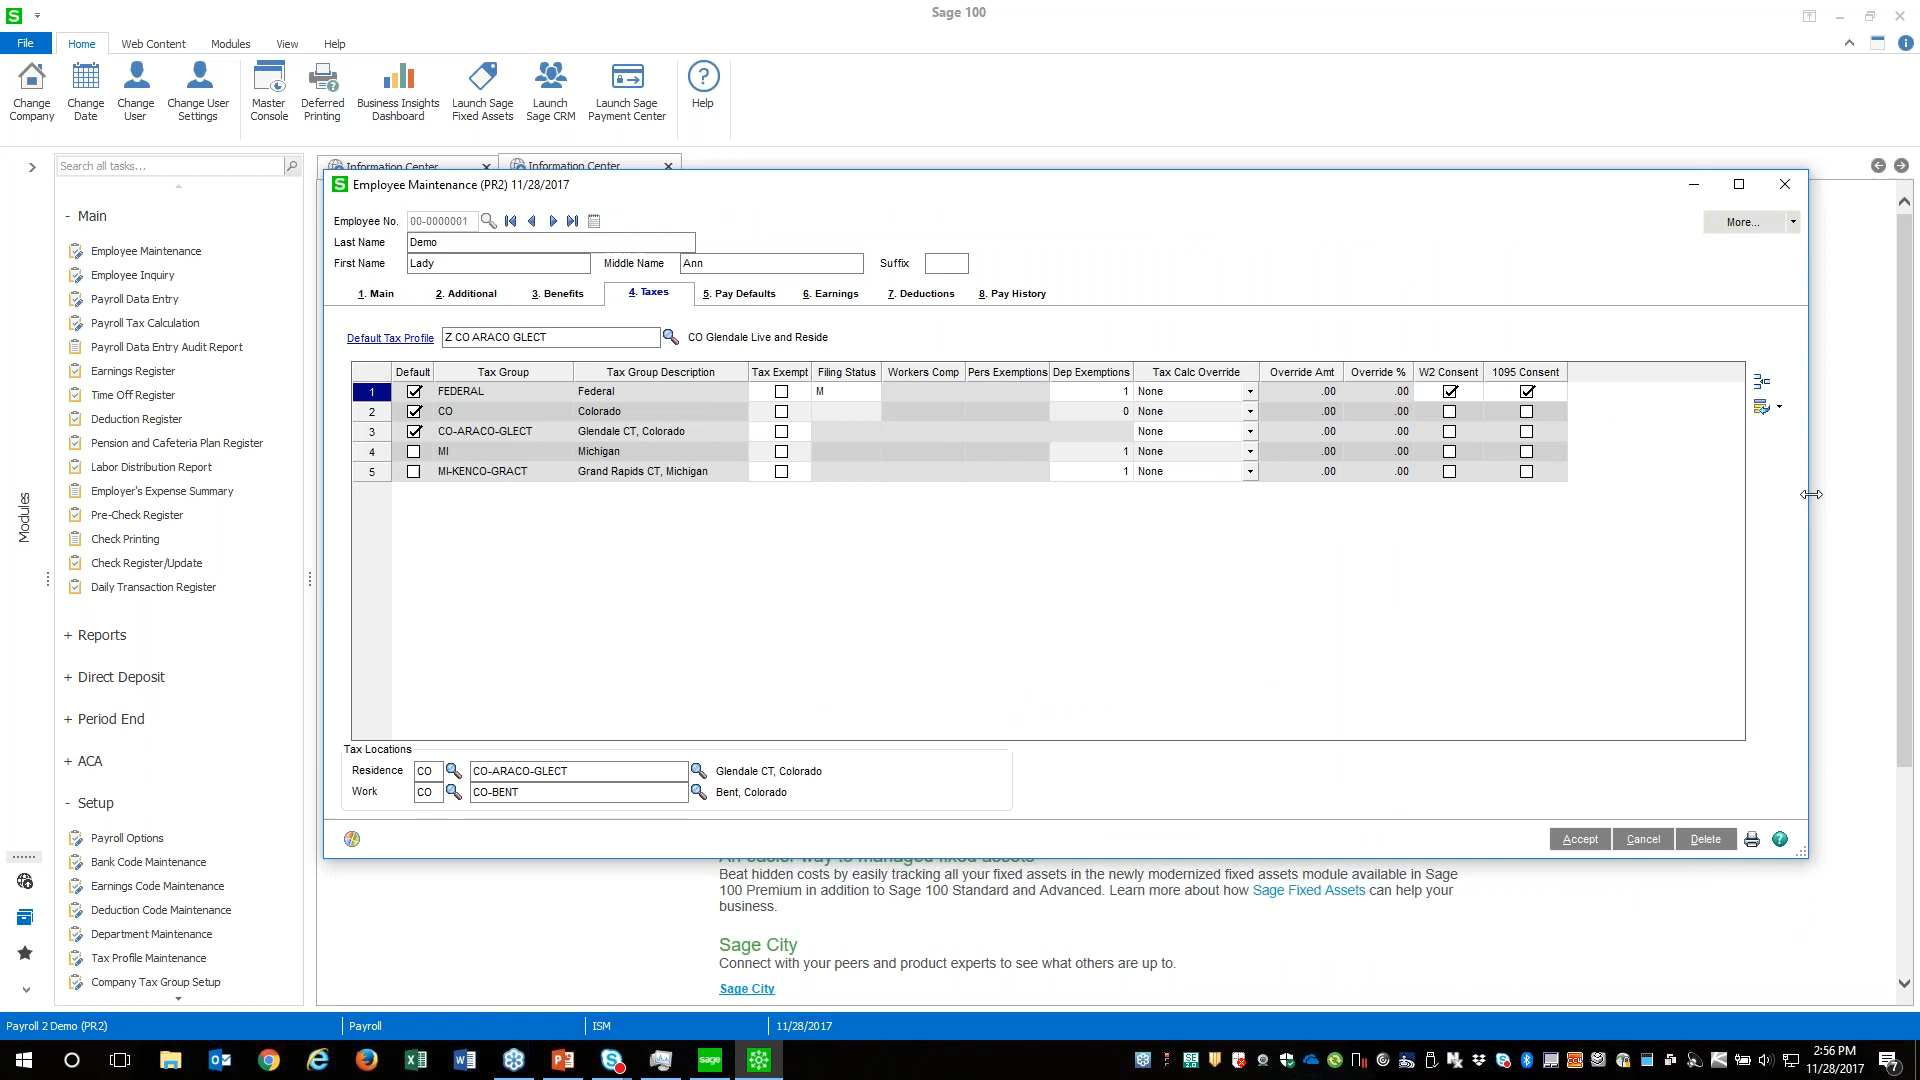 Sage 100
File Home Web Content Modules View Help
Change Company
Change Date
Change User
Change User Settings
Master Console
Deferred Printing
Business Insights Dashboard
Launch Sage Fixed Assets
Launch Sage CRM
Launch Sage Payment Center
Help
Search all tasks...
Information Center
Information Center
Modules
- Main
Employee Maintenance
Employee Inquiry
Payroll Data Entry
Payroll Tax Calculation
Payroll Data Entry Audit Report
Earnings Register
Time Off Register
Deduction Register
Pension and Cafeteria Plan Register
Labor Distribution Report
Employer's Expense Summary
Pre-Check Register
Check Printing
Check Register/Update
Daily Transaction Register
+ Reports
+ Direct Deposit
+ Period End
+ ACA
- Setup
Payroll Options
Bank Code Maintenance
Earnings Code Maintenance
Deduction Code Maintenance
Department Maintenance
Tax Profile Maintenance
Company Tax Group Setup
Employee Maintenance (PR2) 11/28/2017
Employee No. 00-0000001
More...
Last Name Demo
First Name Lady Middle Name Ann Suffix
1. Main 2. Additional 3. Benefits 4. Taxes 5. Pay Defaults 6. Earnings 7. Deductions 8. Pay History
Default Tax Profile Z CO ARACO GLECT CO Glendale Live and Reside
Default Tax Group Tax Group Description Tax Exempt Filing Status Workers Comp Pers Exemptions Dep Exemptions Tax Calc Override Override Amt Override % W2 Consent 1095 Consent
1 FEDERAL Federal M 1 None .00 .00
2 CO Colorado 0 None .00 .00
3 CO-ARACO-GLECT Glendale CT, Colorado None .00 .00
4 MI Michigan 1 None .00 .00
5 MI-KENCO-GRACT Grand Rapids CT, Michigan 1 None .00 .00
Tax Locations
Residence CO CO-ARACO-GLECT Glendale CT, Colorado
Work CO CO-BENT Bent, Colorado
Accept Cancel Delete
An easier way to managed fixed assets
Beat hidden costs by easily tracking all your fixed assets in the newly modernized fixed assets module available in Sage
100 Premium in addition to Sage 100 Standard and Advanced. Learn more about how Sage Fixed Assets can help your
business.
Sage City
Connect with your peers and product experts to see what others are up to.
Sage City
Payroll 2 Demo (PR2) Payroll ISM 11/28/2017
sage
2:56 PM
11/28/2017
7